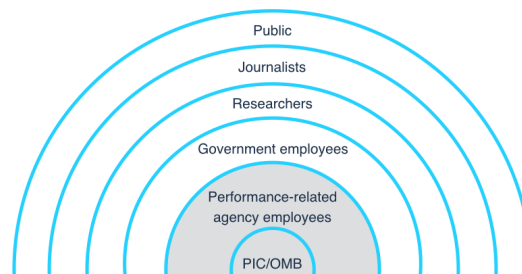 Public
Journalists
Researchers
Government employees
Performance-related
agency employees
PIC/OMB